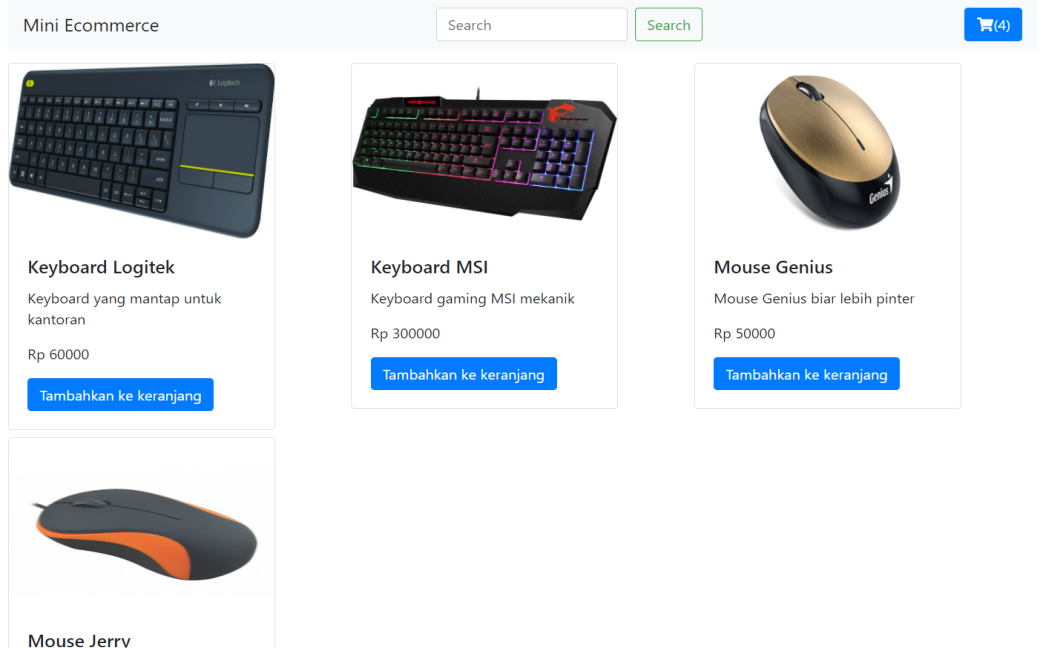 Mini Ecommerce
Search
Search
(4)
Logitech
Keyboard Logitek
Keyboard yang mantap untuk
kantoran
Rp 60000
Tambahkan ke keranjang
Keyboard MSI
Keyboard gaming MSI mekanik
Rp 300000
Tambahkan ke keranjang
Genius
Mouse Genius
Mouse Genius biar lebih pinter
Rp 50000
Tambahkan ke keranjang
Mouse Jerry